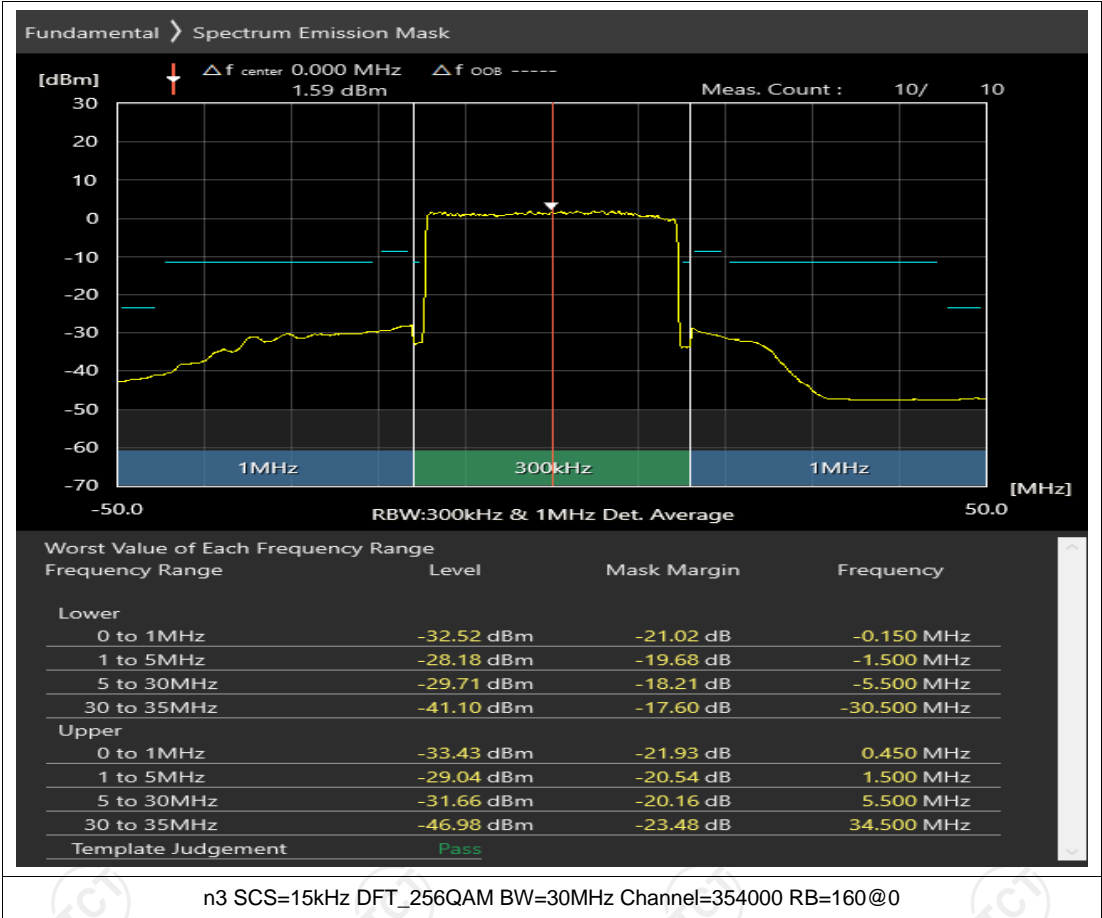 Fundamental ❯ Spectrum Emission Mask
[dBm] △f center 0.000 MHz △f OOB -----
1.59 dBm Meas. Count : 10/ 10
30
20
10
0
-10
-20
-30
-40
-50
-60
-70
1MHz 300kHz 1MHz
[MHz]
-50.0 RBW:300kHz & 1MHz Det. Average 50.0
Worst Value of Each Frequency Range
Frequency Range Level Mask Margin Frequency
Lower
0 to 1MHz -32.52 dBm -21.02 dB -0.150 MHz
1 to 5MHz -28.18 dBm -19.68 dB -1.500 MHz
5 to 30MHz -29.71 dBm -18.21 dB -5.500 MHz
30 to 35MHz -41.10 dBm -17.60 dB -30.500 MHz
Upper
0 to 1MHz -33.43 dBm -21.93 dB 0.450 MHz
1 to 5MHz -29.04 dBm -20.54 dB 1.500 MHz
5 to 30MHz -31.66 dBm -20.16 dB 5.500 MHz
30 to 35MHz -46.98 dBm -23.48 dB 34.500 MHz
Template Judgement Pass
n3 SCS=15kHz DFT_256QAM BW=30MHz Channel=354000 RB=160@0
TCT TCT TCT TCT TCT